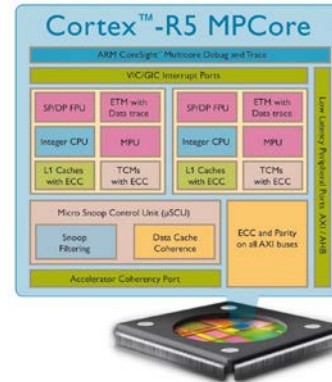 Cortex™-R5 MPCore
ARM CoreSight™ Multicore Debug and Trace
VIC/GIC Interrupt Ports
SP/DP FPU
ETM with
Data trace
Integer CPU
MPU
L1 Caches
with ECC
TCMs
with ECC
SP/DP FPU
ETM with
Data trace
Integer CPU
MPU
L1 Caches
with ECC
TCMs
with ECC
Low Latency Peripheral Ports AXI / AHB
Micro Snoop Control Unit (µSCU)
Snoop
Filtering
Data Cache
Coherence
ECC and Parity
on all AXI buses
Accelerator Coherency Port